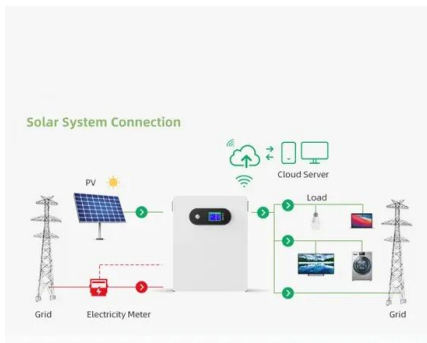 Solar System Connection
Cloud Server
PV
Load
Grid
Electricity Meter
Grid